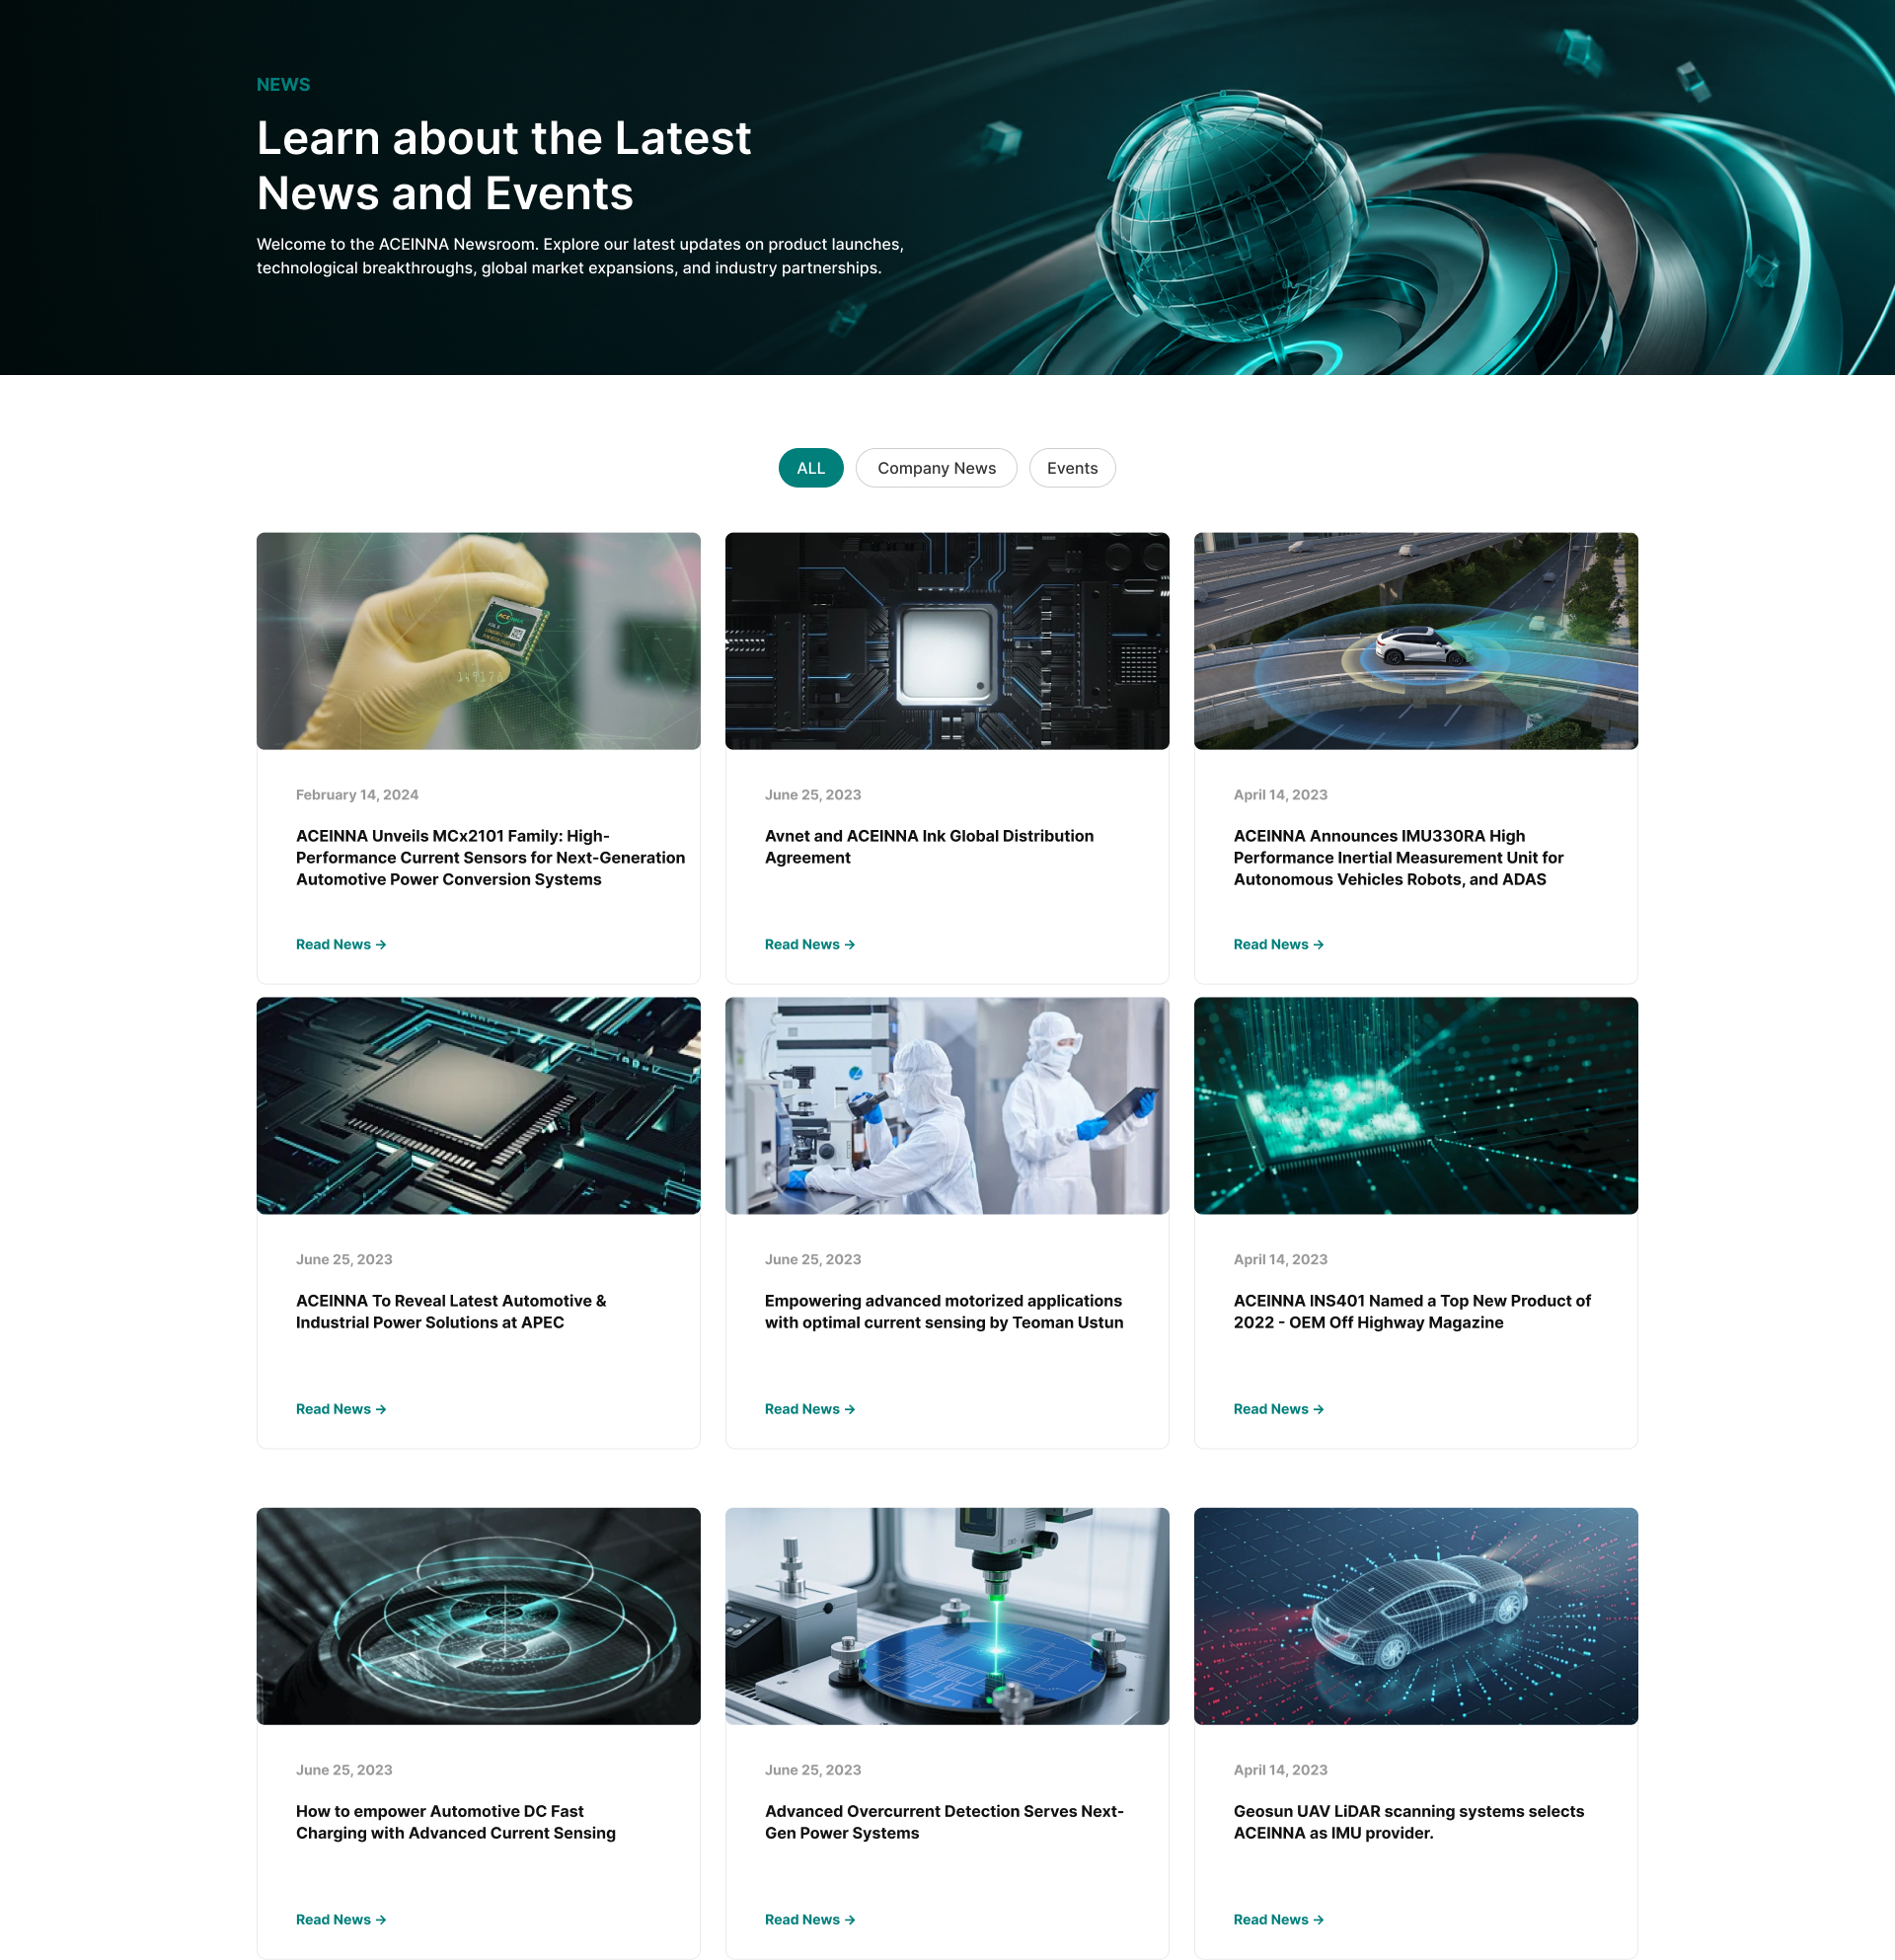 NEWS
Learn about the Latest
News and Events
Welcome to the ACEINNA Newsroom. Explore our latest updates on product launches,
technological breakthroughs, global market expansions, and industry partnerships.
ALL
Company News
Events
ACEINNA
February 14, 2024
ACEINNA Unveils MCx2101 Family: High-
Performance Current Sensors for Next-Generation
Automotive Power Conversion Systems
Read News →
June 25, 2023
Avnet and ACEINNA Ink Global Distribution
Agreement
Read News →
April 14, 2023
ACEINNA Announces IMU330RA High
Performance Inertial Measurement Unit for
Autonomous Vehicles Robots, and ADAS
Read News →
June 25, 2023
ACEINNA To Reveal Latest Automotive &
Industrial Power Solutions at APEC
Read News →
June 25, 2023
Empowering advanced motorized applications
with optimal current sensing by Teoman Ustun
Read News →
April 14, 2023
ACEINNA INS401 Named a Top New Product of
2022 - OEM Off Highway Magazine
Read News →
June 25, 2023
How to empower Automotive DC Fast
Charging with Advanced Current Sensing
Read News →
June 25, 2023
Advanced Overcurrent Detection Serves Next-
Gen Power Systems
Read News →
April 14, 2023
Geosun UAV LiDAR scanning systems selects
ACEINNA as IMU provider.
Read News →